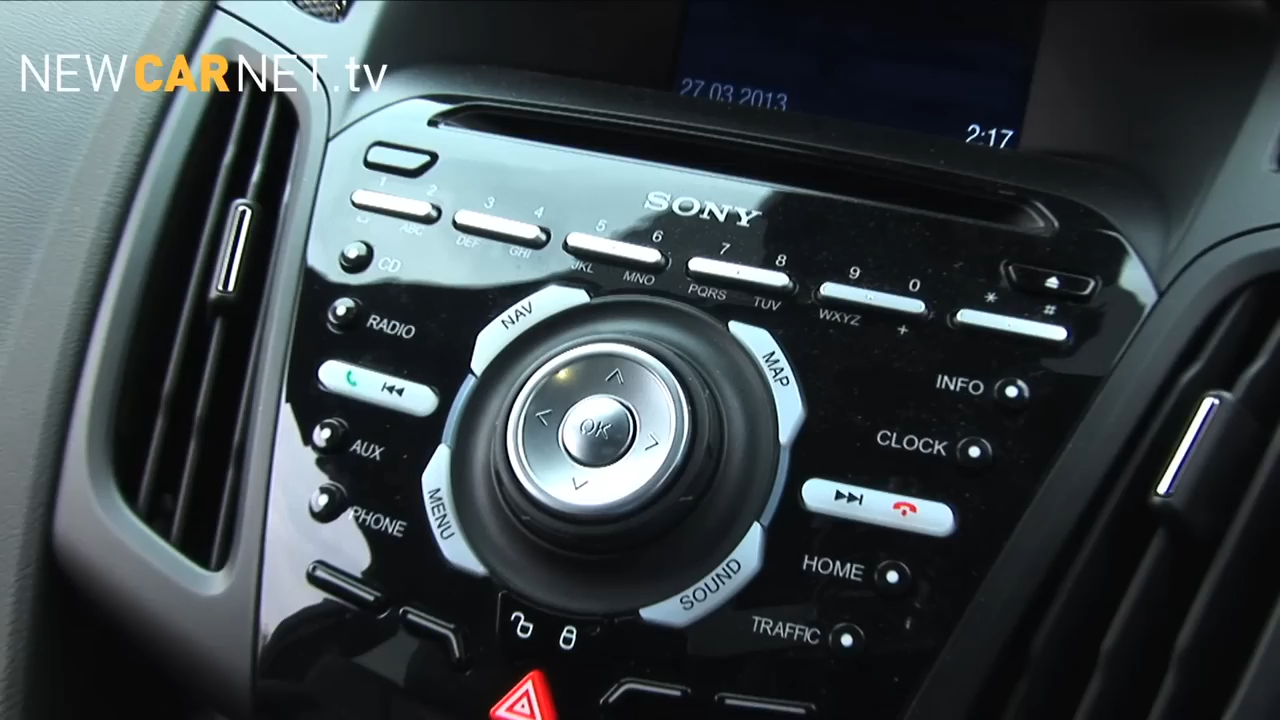 NEWCARNET.tv
27.03.2013
2:17
SONY
1 2 3 4 5 6 7 8 9 0 * #
ABC DEF GHI JKL MNO PQRS TUV WXYZ +
CD
RADIO
AUX
PHONE
NAV
MAP
OK
MENU
SOUND
INFO
CLOCK
HOME
TRAFFIC